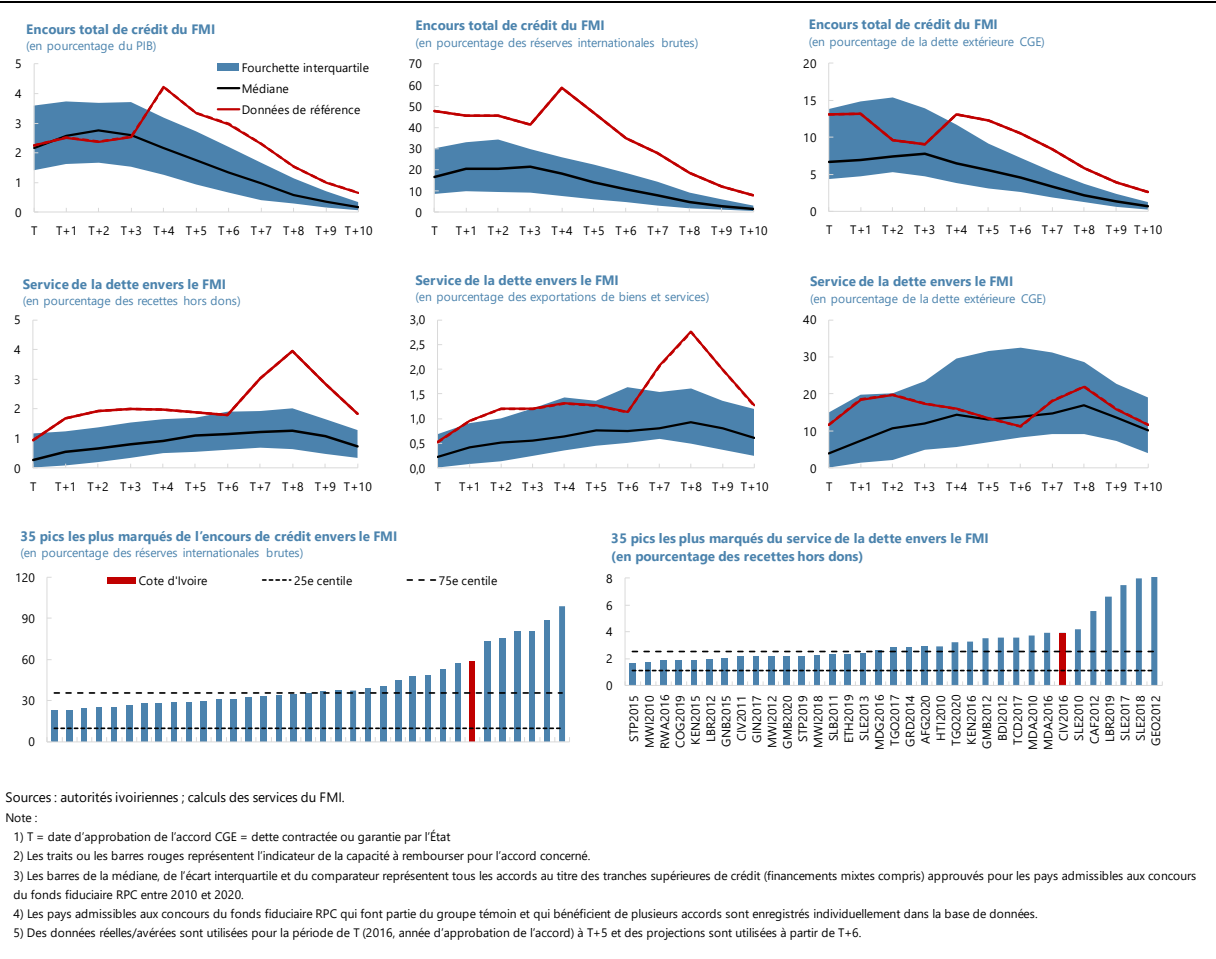 Encours total de crédit du FMI
(en pourcentage du PIB)
5
4
3
2
1
0
Fourchette interquartile
Médiane
Données de référence
T T+1 T+2 T+3 T+4 T+5 T+6 T+7 T+8 T+9 T+10
Encours total de crédit du FMI
(en pourcentage des réserves internationales brutes)
70
60
50
40
30
20
10
0
T T+1 T+2 T+3 T+4 T+5 T+6 T+7 T+8 T+9 T+10
Encours total de crédit du FMI
(en pourcentage de la dette extérieure CGE)
20
15
10
5
0
T T+1 T+2 T+3 T+4 T+5 T+6 T+7 T+8 T+9 T+10
Service de la dette envers le FMI
(en pourcentage des recettes hors dons)
5
4
3
2
1
0
T T+1 T+2 T+3 T+4 T+5 T+6 T+7 T+8 T+9 T+10
Service de la dette envers le FMI
(en pourcentage des exportations de biens et services)
3,0
2,5
2,0
1,5
1,0
0,5
0,0
T T+1 T+2 T+3 T+4 T+5 T+6 T+7 T+8 T+9 T+10
Service de la dette envers le FMI
(en pourcentage de la dette extérieure CGE)
40
30
20
10
0
T T+1 T+2 T+3 T+4 T+5 T+6 T+7 T+8 T+9 T+10
35 pics les plus marqués de l'encours de crédit envers le FMI
(en pourcentage des réserves internationales brutes)
120
90
60
30
0
Cote d'Ivoire
25e centile
75e centile
35 pics les plus marqués du service de la dette envers le FMI
(en pourcentage des recettes hors dons)
8
6
4
2
0
STP2015
MWI2010
RWA2016
COG2019
KEN2015
LBR2012
GNB2015
CIV2011
GIN2017
MWI2012
GMB2020
STP2019
MWI2018
SLB2011
ETH2019
SLE2013
MDG2016
TGO2017
GRD2014
AFG2020
HTI2010
TGO2020
KEN2016
GMB2012
BDI2012
TCD2017
MDA2010
MDA2016
CIV2016
SLE2010
CAF2012
LBR2019
SLE2017
SLE2018
GEO2012
Sources : autorités ivoiriennes ; calculs des services du FMI.
Note :
1) T = date d'approbation de l'accord CGE = dette contractée ou garantie par l'État
2) Les traits ou les barres rouges représentent l'indicateur de la capacité à rembourser pour l'accord concerné.
3) Les barres de la médiane, de l'écart interquartile et du comparateur représentent tous les accords au titre des tranches supérieures de crédit (financements mixtes compris) approuvés pour les pays admissibles aux concours
du fonds fiduciaire RPC entre 2010 et 2020.
4) Les pays admissibles aux concours du fonds fiduciaire RPC qui font partie du groupe témoin et qui bénéficient de plusieurs accords sont enregistrés individuellement dans la base de données.
5) Des données réelles/avérées sont utilisées pour la période de T (2016, année d'approbation de l'accord) à T+5 et des projections sont utilisées à partir de T+6.